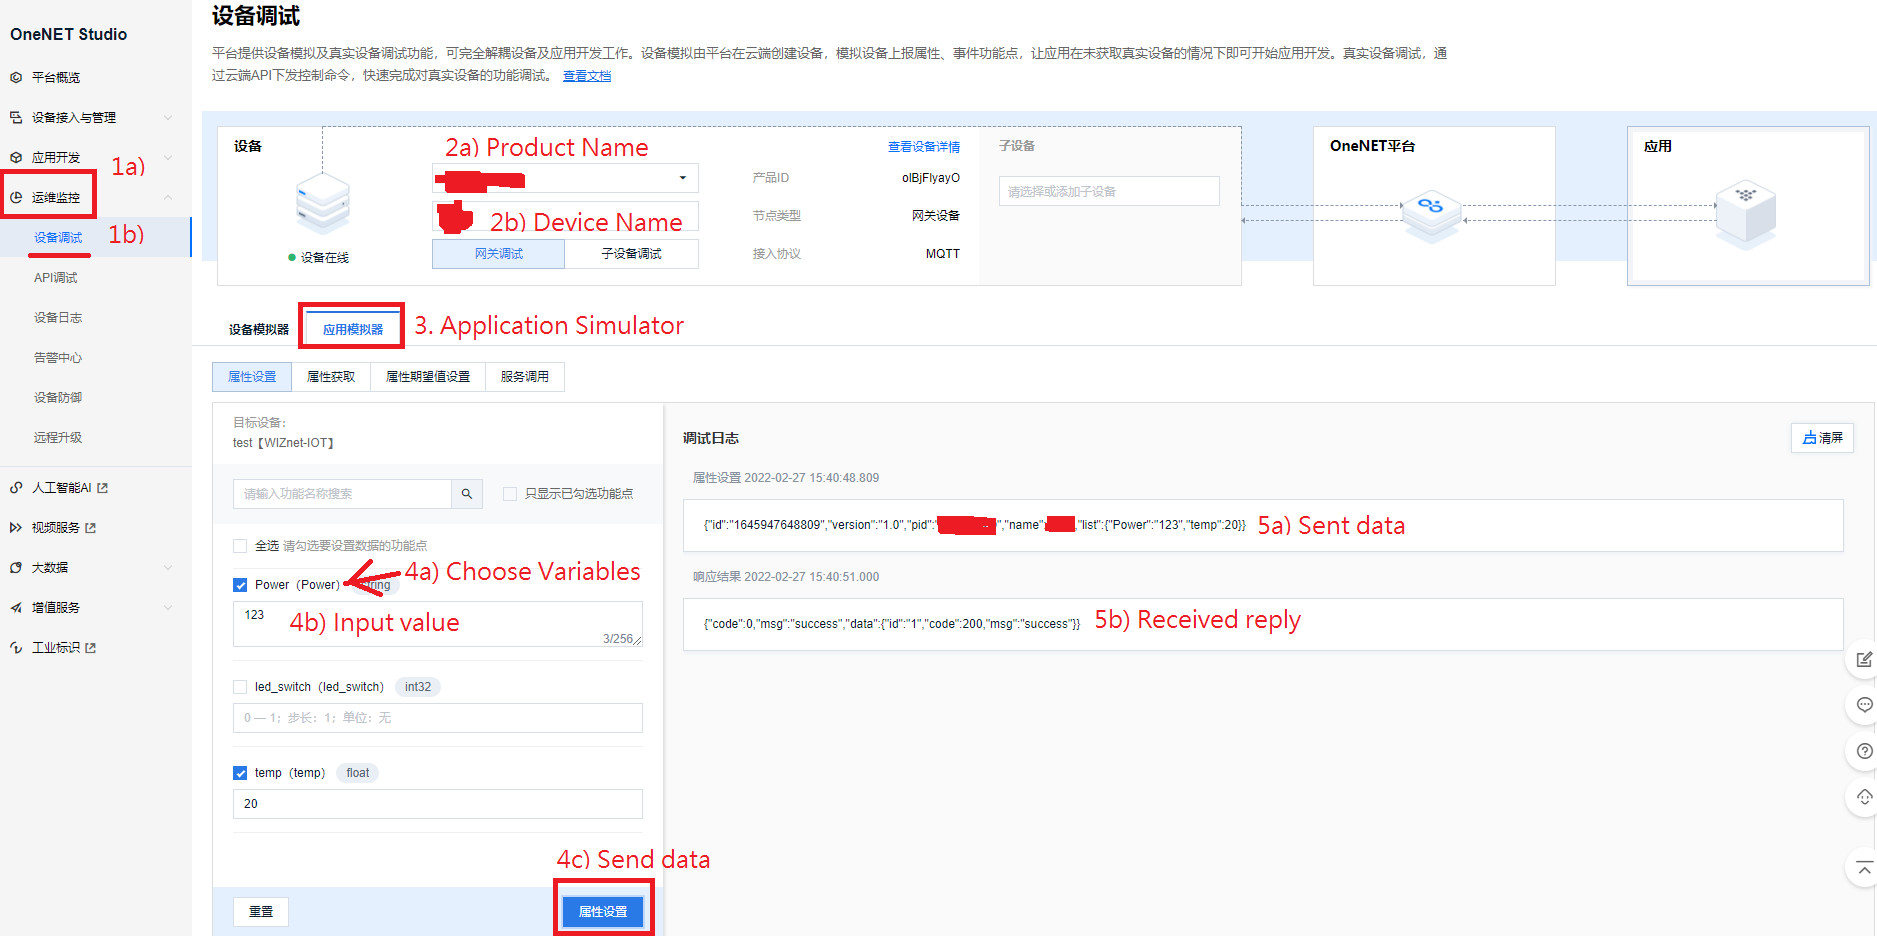 OneNET Studio
平台概览
设备接入与管理
应用开发
1a)
运维监控
设备调试
1b)
API调试
设备日志
告警中心
设备防御
远程升级
人工智能AI
视频服务
大数据
增值服务
工业标识
设备调试
平台提供设备模拟及真实设备调试功能，可完全解耦设备及应用开发工作。设备模拟由平台在云端创建设备，模拟设备上报属性、事件功能点，让应用在未获取真实设备的情况下即可开始应用开发。真实设备调试，通
过云端API下发控制命令，快速完成对真实设备的功能调试。 查看文档
设备
2a) Product Name
2b) Device Name
设备在线
网关调试
子设备调试
查看设备详情
产品ID
olBjFlyayO
节点类型
网关设备
接入协议
MQTT
子设备
请选择或添加子设备
OneNET平台
应用
设备模拟器
应用模拟器
3. Application Simulator
属性设置
属性获取
属性期望值设置
服务调用
目标设备：
test【WIZnet-IOT】
请输入功能名称搜索
只显示已勾选功能点
全选 请勾选要设置数据的功能点
Power（Power）
4a) Choose Variables
123
4b) Input value
3/256
led_switch（led_switch） int32
0 — 1；步长：1；单位：无
temp（temp） float
20
4c) Send data
重置
属性设置
调试日志
清屏
属性设置 2022-02-27 15:40:48.809
{"id":"1645947648809","version":"1.0","pid":" ","name": ,"list":{"Power":"123","temp":20}}
5a) Sent data
响应结果 2022-02-27 15:40:51.000
{"code":0,"msg":"success","data":{"id":"1","code":200,"msg":"success"}}
5b) Received reply